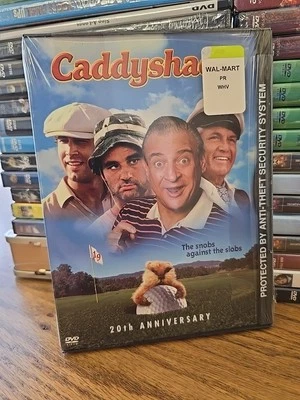 Caddysha
WAL-MART
PR
WHV
PROTECTED BY ANTI-THEFT SECURITY SYSTEM
The snobs
against the slobs
20th ANNIVERSARY
DVD
DVD